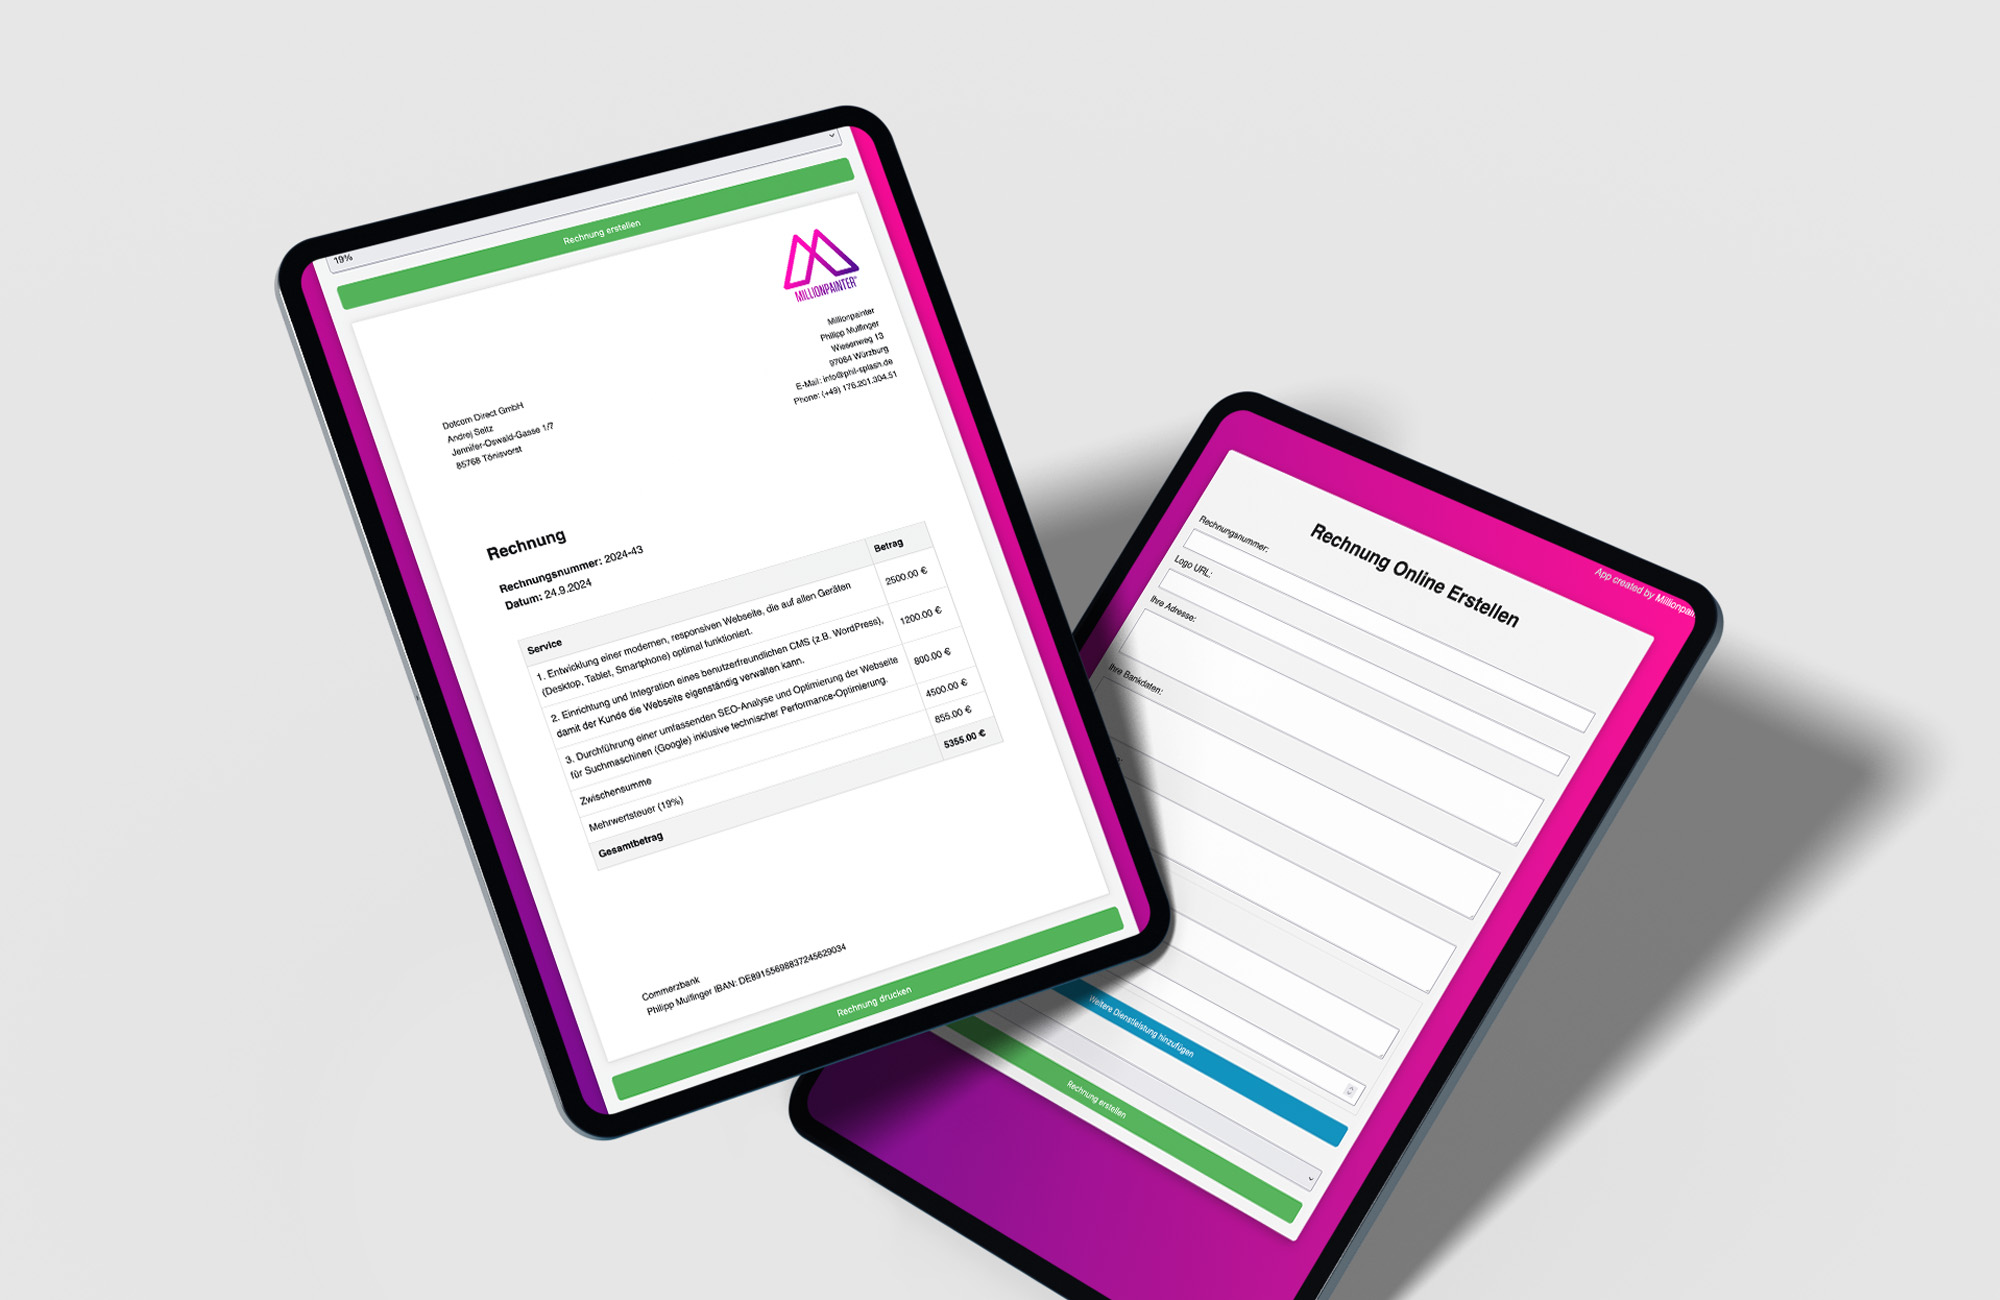 19%
Rechnung erstellen
MILLIONPAINTER
Millionpainter
Philipp Mulfinger
Wiesenweg 13
97084 Würzburg
E-Mail: info@phil-splash.de
Phone: (+49) 176.201.304.51
Dotcom Direct GmbH
Andrej Seitz
Jennifer-Oswald-Gasse 1/7
85768 Tönisvorst
Rechnung
Rechnungsnummer: 2024-43
Datum: 24.9.2024
Service Betrag
1. Entwicklung einer modernen, responsiven Webseite, die auf allen Geräten 2500.00 €
(Desktop, Tablet, Smartphone) optimal funktioniert.
2. Einrichtung und Integration eines benutzerfreundlichen CMS (z.B. WordPress), 1200.00 €
damit der Kunde die Webseite eigenständig verwalten kann.
3. Durchführung einer umfassenden SEO-Analyse und Optimierung der Webseite 800.00 €
für Suchmaschinen (Google) inklusive technischer Performance-Optimierung.
Zwischensumme 4500.00 €
Mehrwertsteuer (19%) 855.00 €
Gesamtbetrag 5355.00 €
Commerzbank
Philipp Mulfinger IBAN: DE89155698837245629034
Rechnung drucken
App created by Millionpain
Rechnung Online Erstellen
Rechnungsnummer:
Logo URL:
Ihre Adresse:
Ihre Bankdaten:
Weitere Dienstleistung hinzufügen
Rechnung erstellen